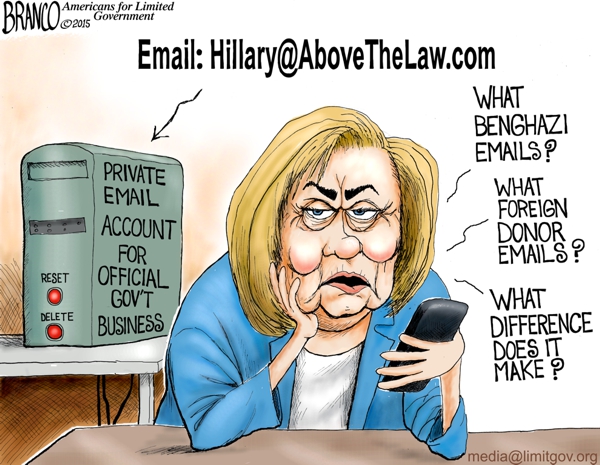 BRANCO
Americans for Limited
Government
©2015
Email: Hillary@AboveTheLaw.com
PRIVATE
EMAIL
ACCOUNT
FOR
OFFICIAL
GOV'T
BUSINESS
RESET
DELETE
WHAT
BENGHAZI
EMAILS?
WHAT
FOREIGN
DONOR
EMAILS?
WHAT
DIFFERENCE
DOES IT
MAKE?
media@limitgov.org